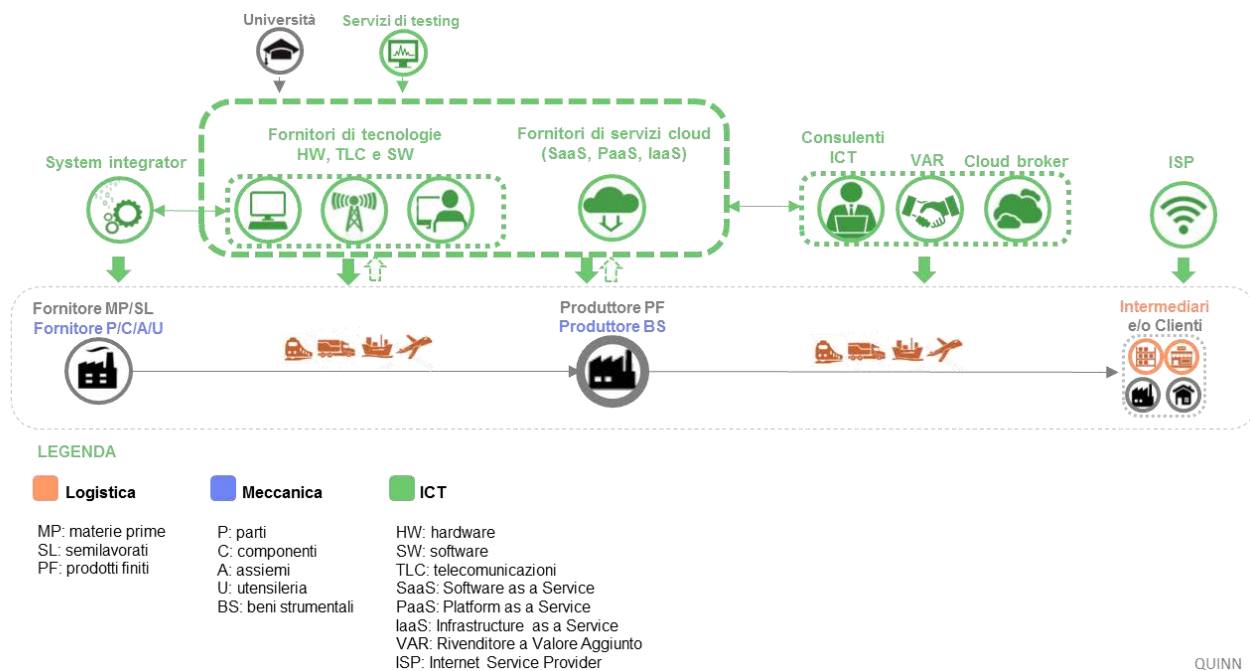 Università
Servizi di testing
Fornitori di tecnologie
HW, TLC e SW
Fornitori di servizi cloud
(SaaS, PaaS, IaaS)
System integrator
Consulenti
ICT
VAR
Cloud broker
ISP
Fornitore MP/SL
Fornitore P/C/A/U
Produttore PF
Produttore BS
Intermediari
e/o Clienti
LEGENDA
Logistica
MP: materie prime
SL: semilavorati
PF: prodotti finiti
Meccanica
P: parti
C: componenti
A: assiemi
U: utensileria
BS: beni strumentali
ICT
HW: hardware
SW: software
TLC: telecomunicazioni
SaaS: Software as a Service
PaaS: Platform as a Service
IaaS: Infrastructure as a Service
VAR: Rivenditore a Valore Aggiunto
ISP: Internet Service Provider
QUINN